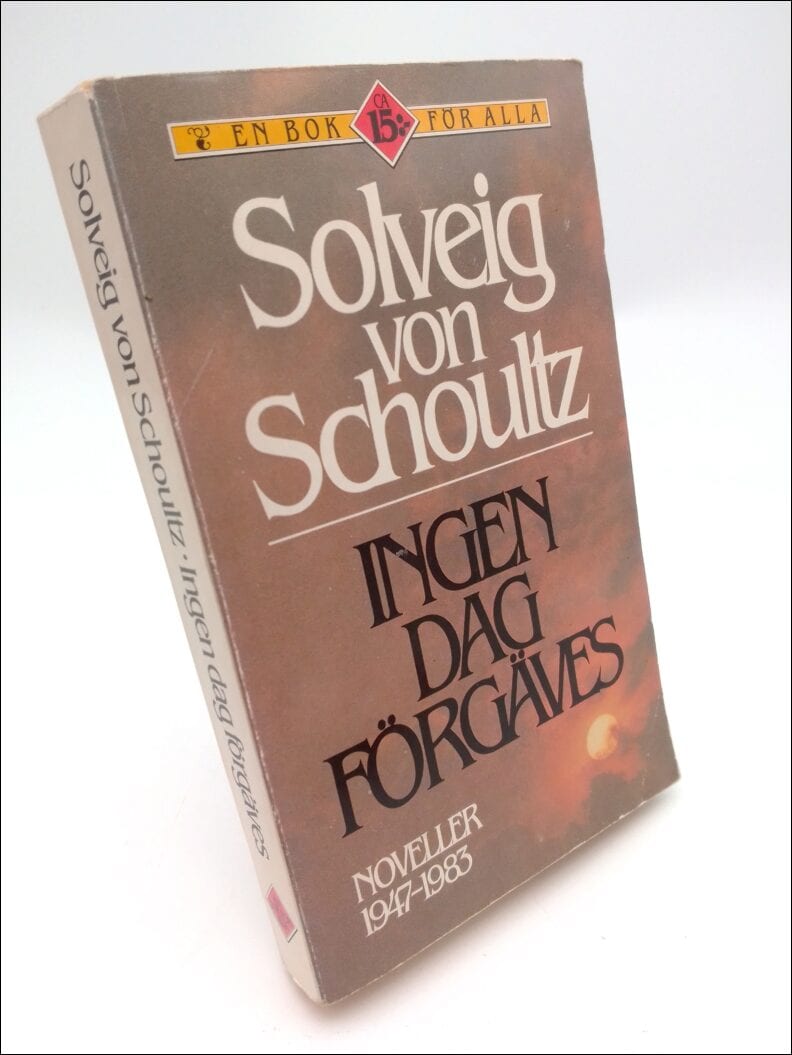 EN BOK CA 15:- FÖR ALLA
Solveig
von
Schoultz
INGEN
DAG
FÖRGÄVES
NOVELLER
1947–1983
Solveig von Schoultz · Ingen dag förgäves